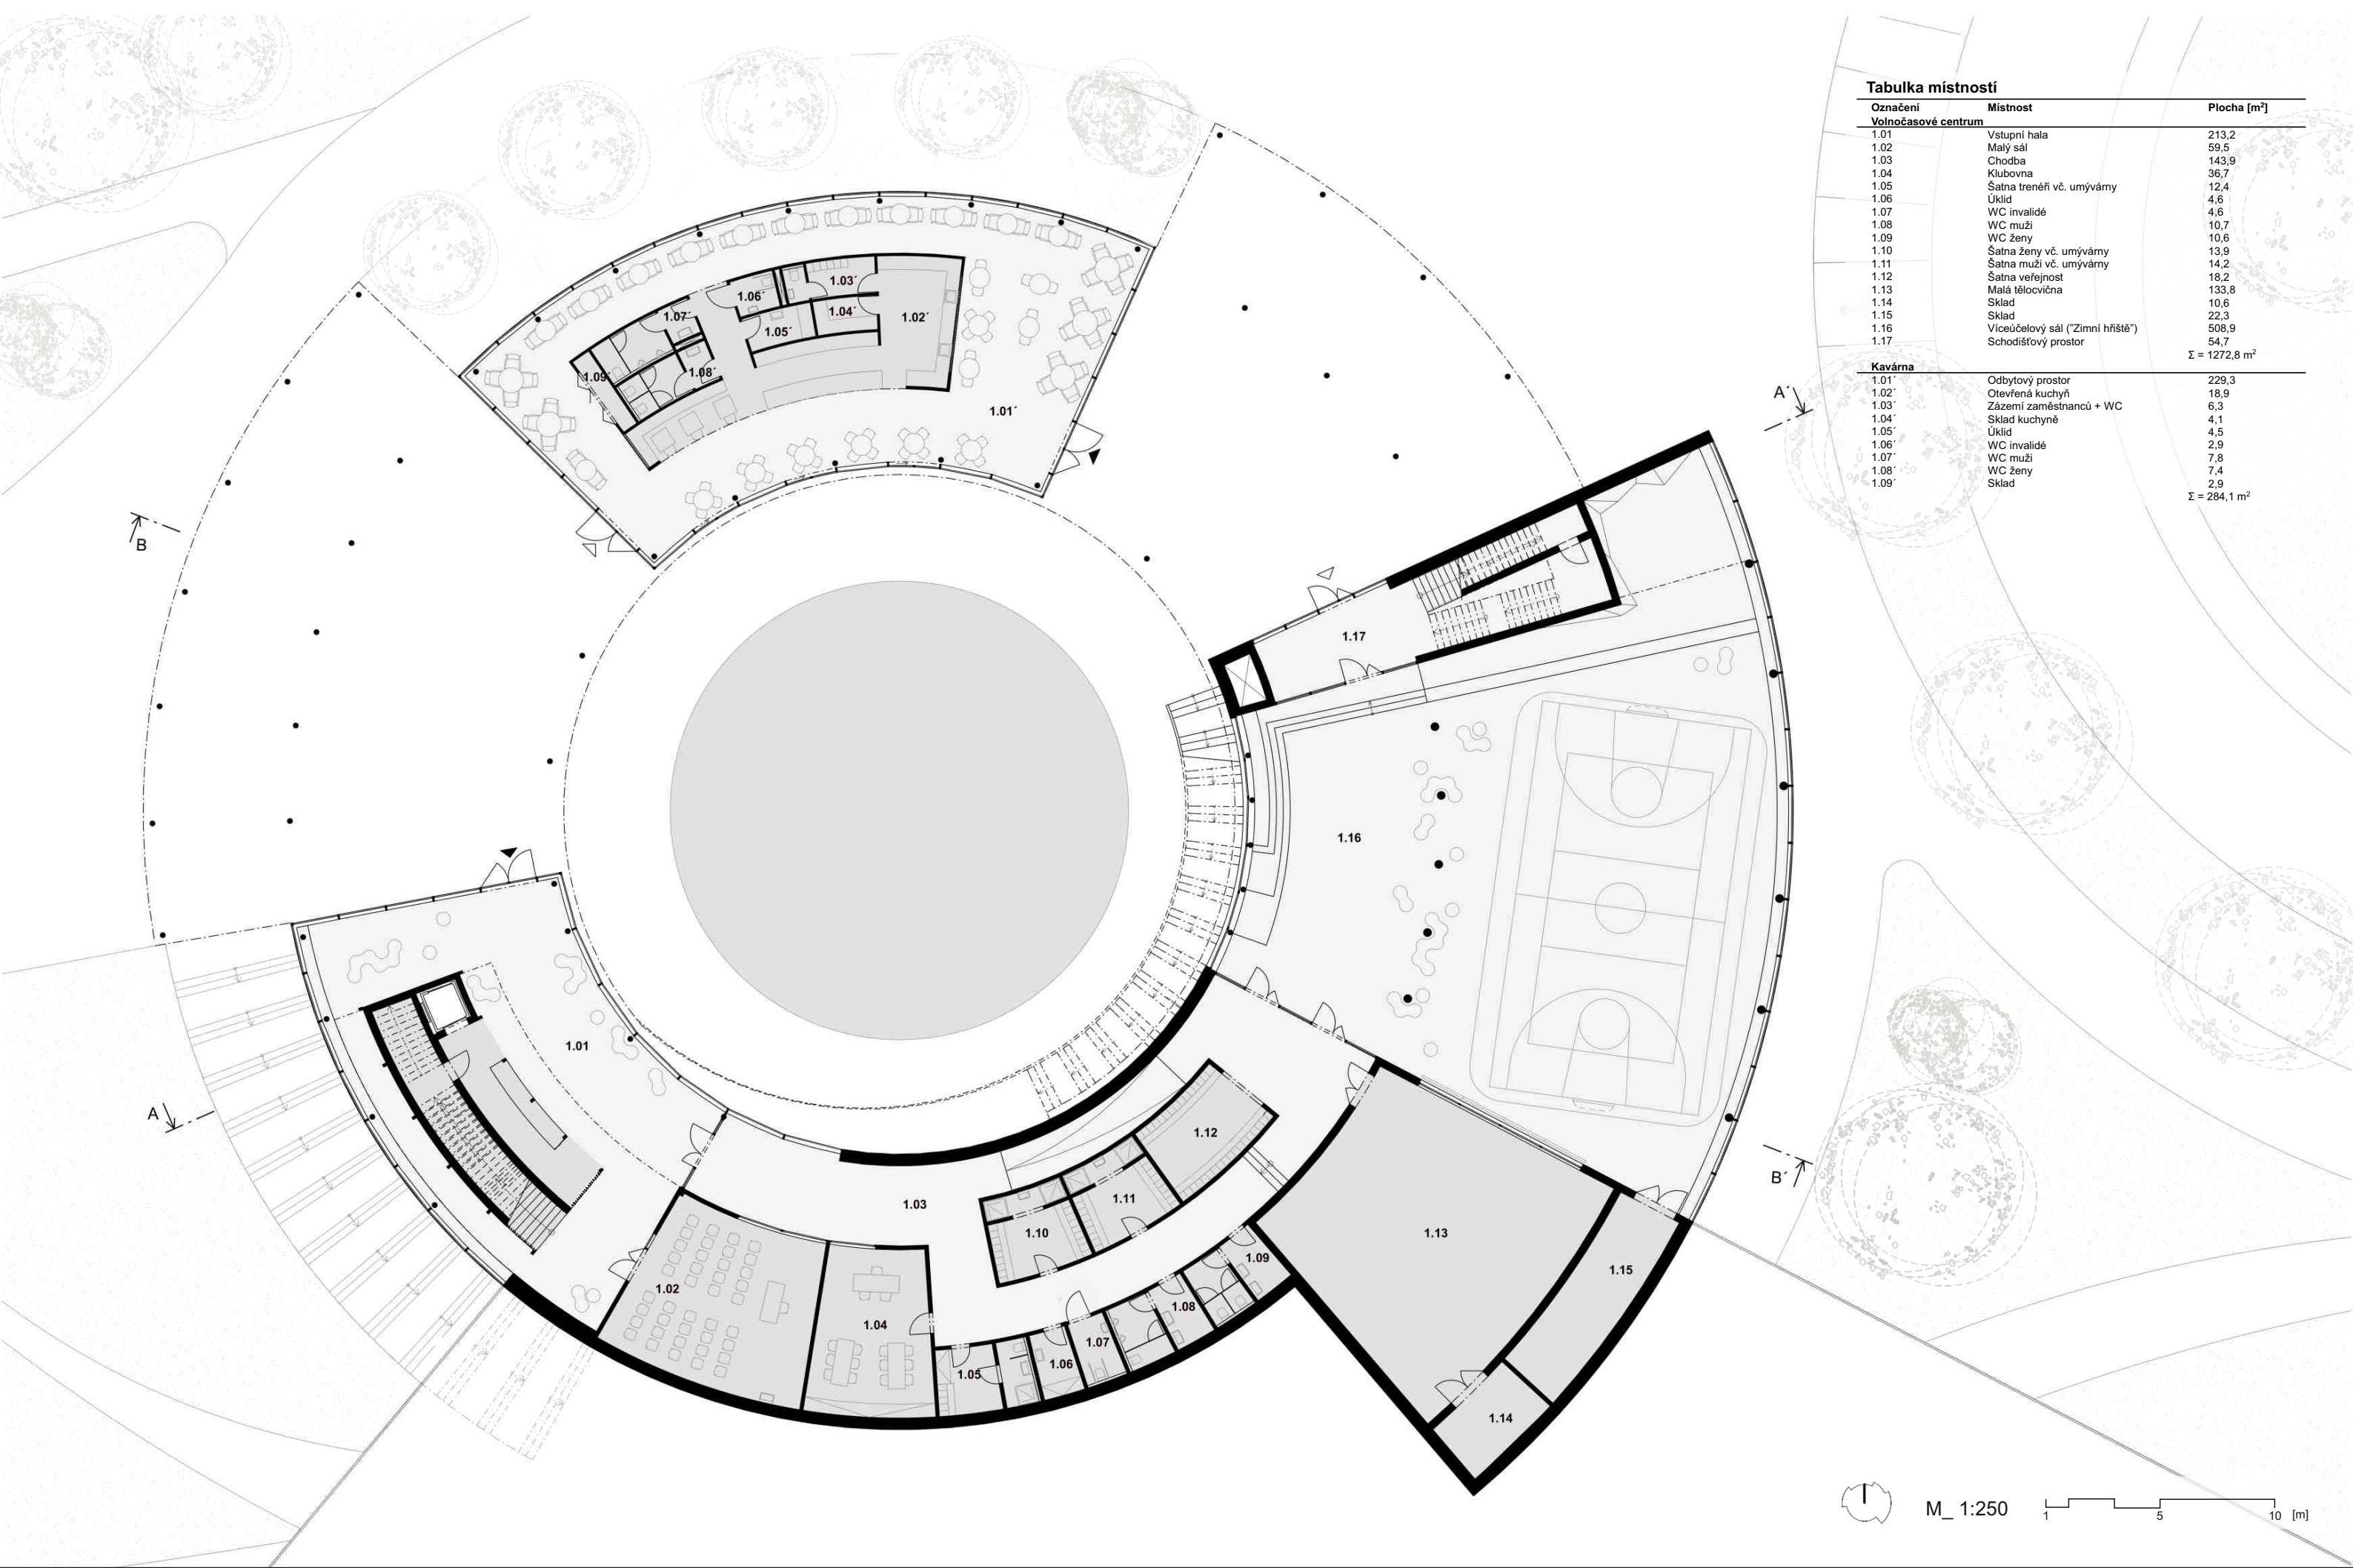 Tabulka místností
Označení Místnost Plocha [m²]
Volnočasové centrum
1.01 Vstupní hala 213,2
1.02 Malý sál 59,5
1.03 Chodba 143,9
1.04 Klubovna 36,7
1.05 Šatna trenéři vč. umývárny 12,4
1.06 Úklid 4,6
1.07 WC invalidé 4,6
1.08 WC muži 10,7
1.09 WC ženy 10,6
1.10 Šatna ženy vč. umývárny 13,9
1.11 Šatna muži vč. umývárny 14,2
1.12 Šatna veřejnost 18,2
1.13 Malá tělocvična 133,8
1.14 Sklad 10,6
1.15 Sklad 22,3
1.16 Víceúčelový sál ("Zimní hřiště") 508,9
1.17 Schodišťový prostor 54,7
Σ = 1272,8 m²
Kavárna
1.01´ Odbytový prostor 229,3
1.02´ Otevřená kuchyň 18,9
1.03´ Zázemí zaměstnanců + WC 6,3
1.04´ Sklad kuchyně 4,1
1.05´ Úklid 4,5
1.06´ WC invalidé 2,9
1.07´ WC muži 7,8
1.08´ WC ženy 7,4
1.09´ Sklad 2,9
Σ = 284,1 m²
1.03´
1.06´
1.04´
1.07´
1.05´
1.02´
1.09´
1.08´
1.01´
A´
B
1.17
1.16
1.01
A
1.12
B´
1.11
1.03
1.10
1.13
1.09
1.02
1.15
1.08
1.04
1.07
1.06
1.05
1.14
M_ 1:250
1 5 10 [m]